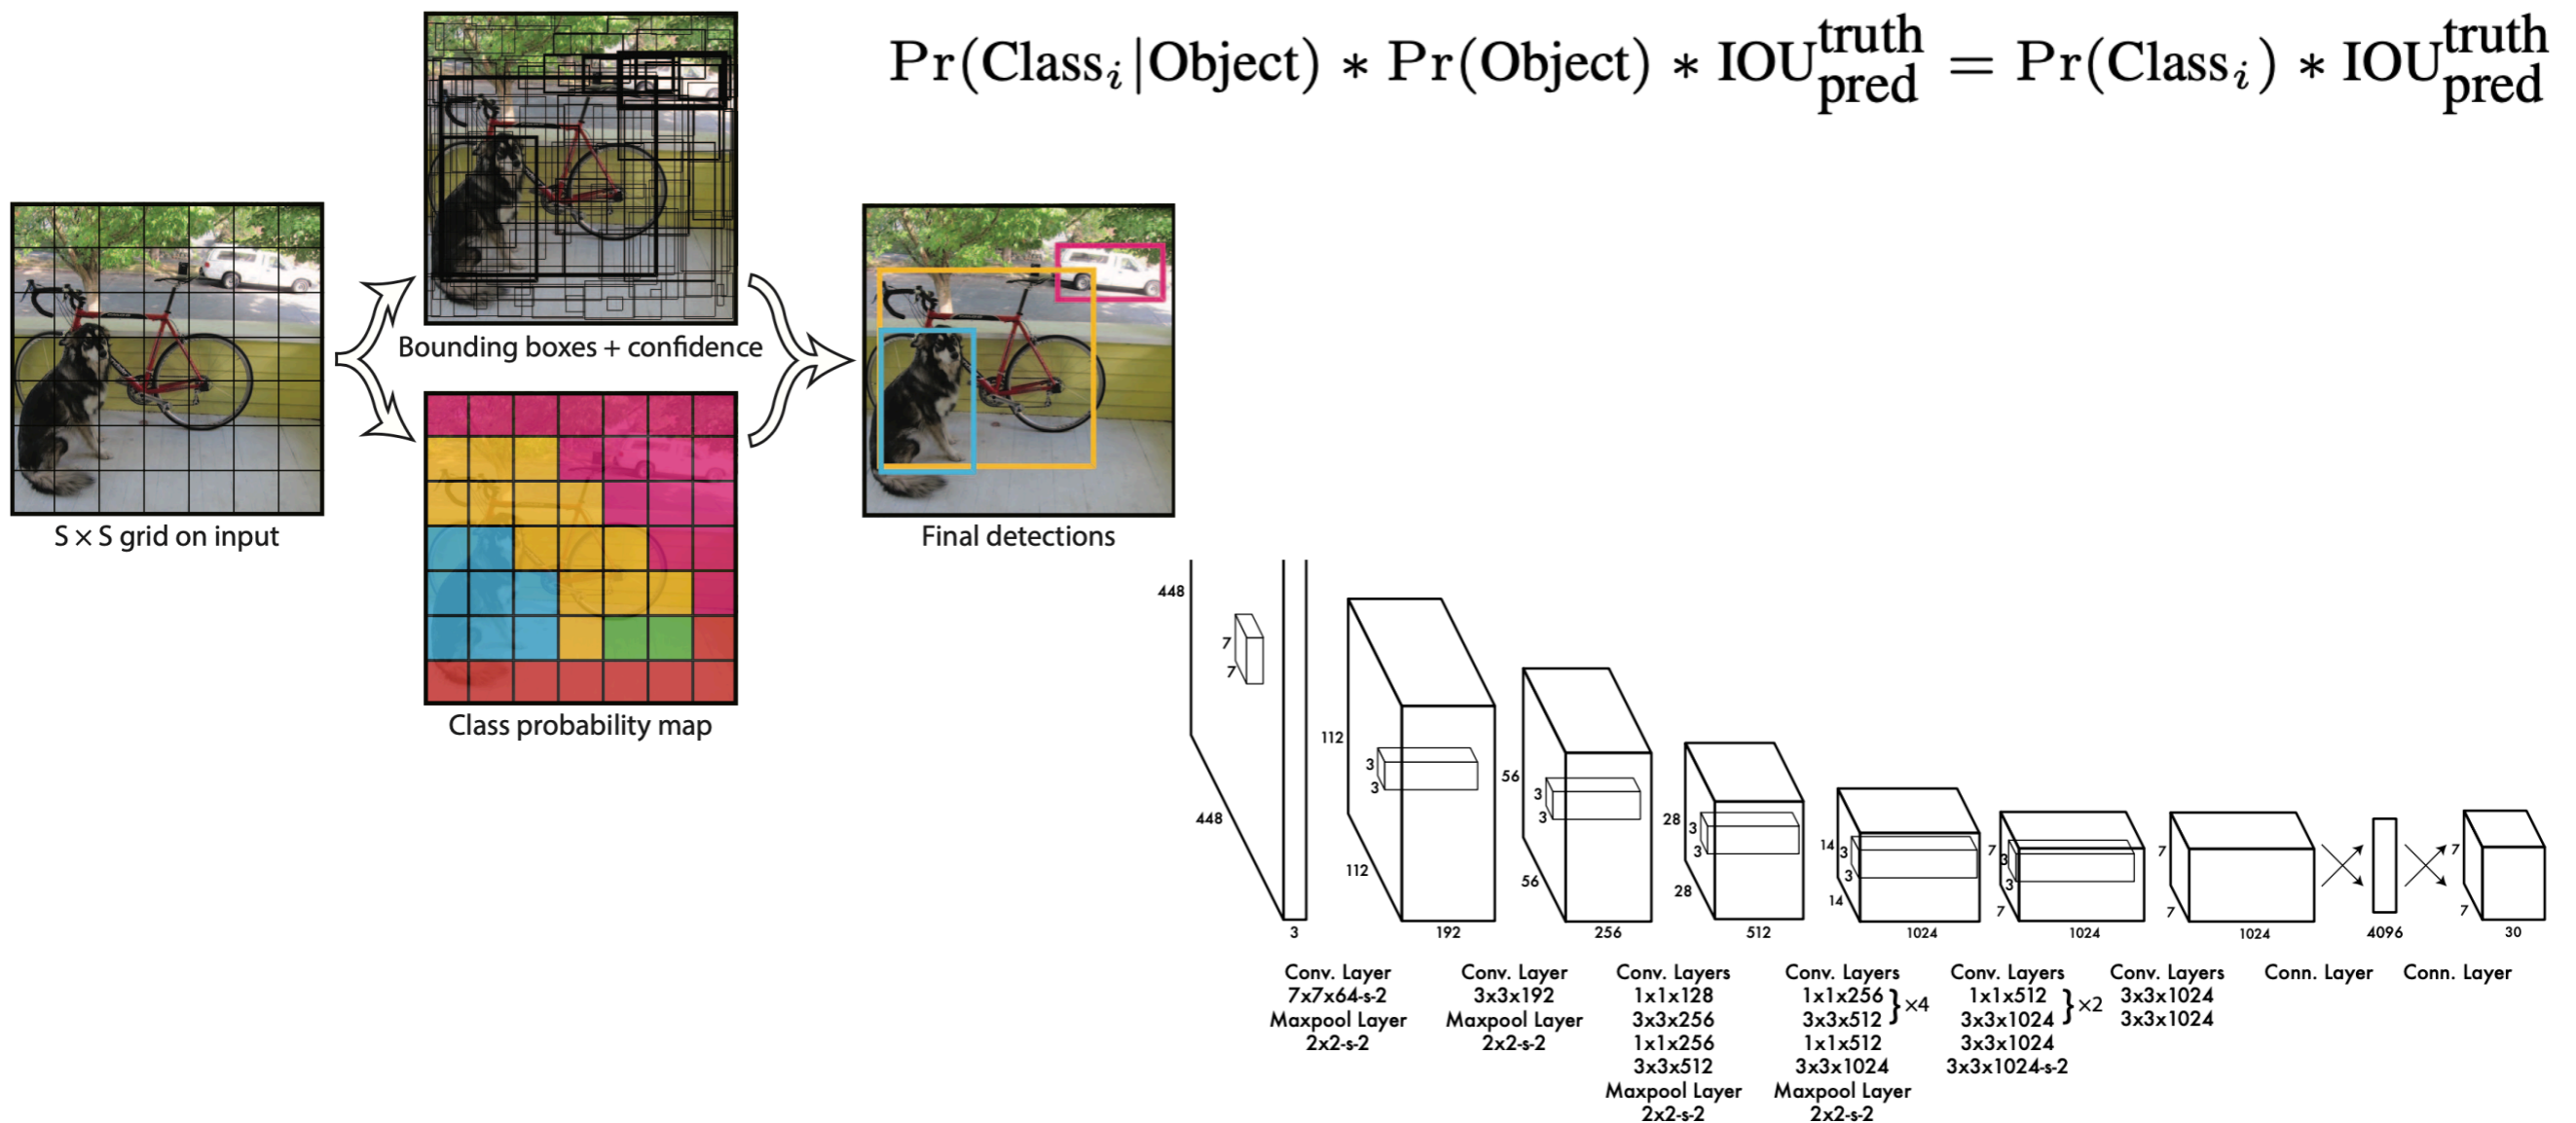 Pr(Class_i|Object) * Pr(Object) * IOU^truth_pred = Pr(Class_i) * IOU^truth_pred
S × S grid on input
Bounding boxes + confidence
Class probability map
Final detections
448
448
7
7
3
112
112
3
3
192
56
56
3
3
256
28
28
3
3
512
14
14
3
3
1024
7
7
3
3
1024
7
7
1024
4096
7
7
30
Conv. Layer
7x7x64-s-2
Maxpool Layer
2x2-s-2
Conv. Layer
3x3x192
Maxpool Layer
2x2-s-2
Conv. Layers
1x1x128
3x3x256
1x1x256
3x3x512
Maxpool Layer
2x2-s-2
Conv. Layers
1x1x256
3x3x512
}×4
1x1x512
3x3x1024
Maxpool Layer
2x2-s-2
Conv. Layers
1x1x512
3x3x1024
}×2
3x3x1024
3x3x1024-s-2
Conv. Layers
3x3x1024
3x3x1024
Conn. Layer
Conn. Layer